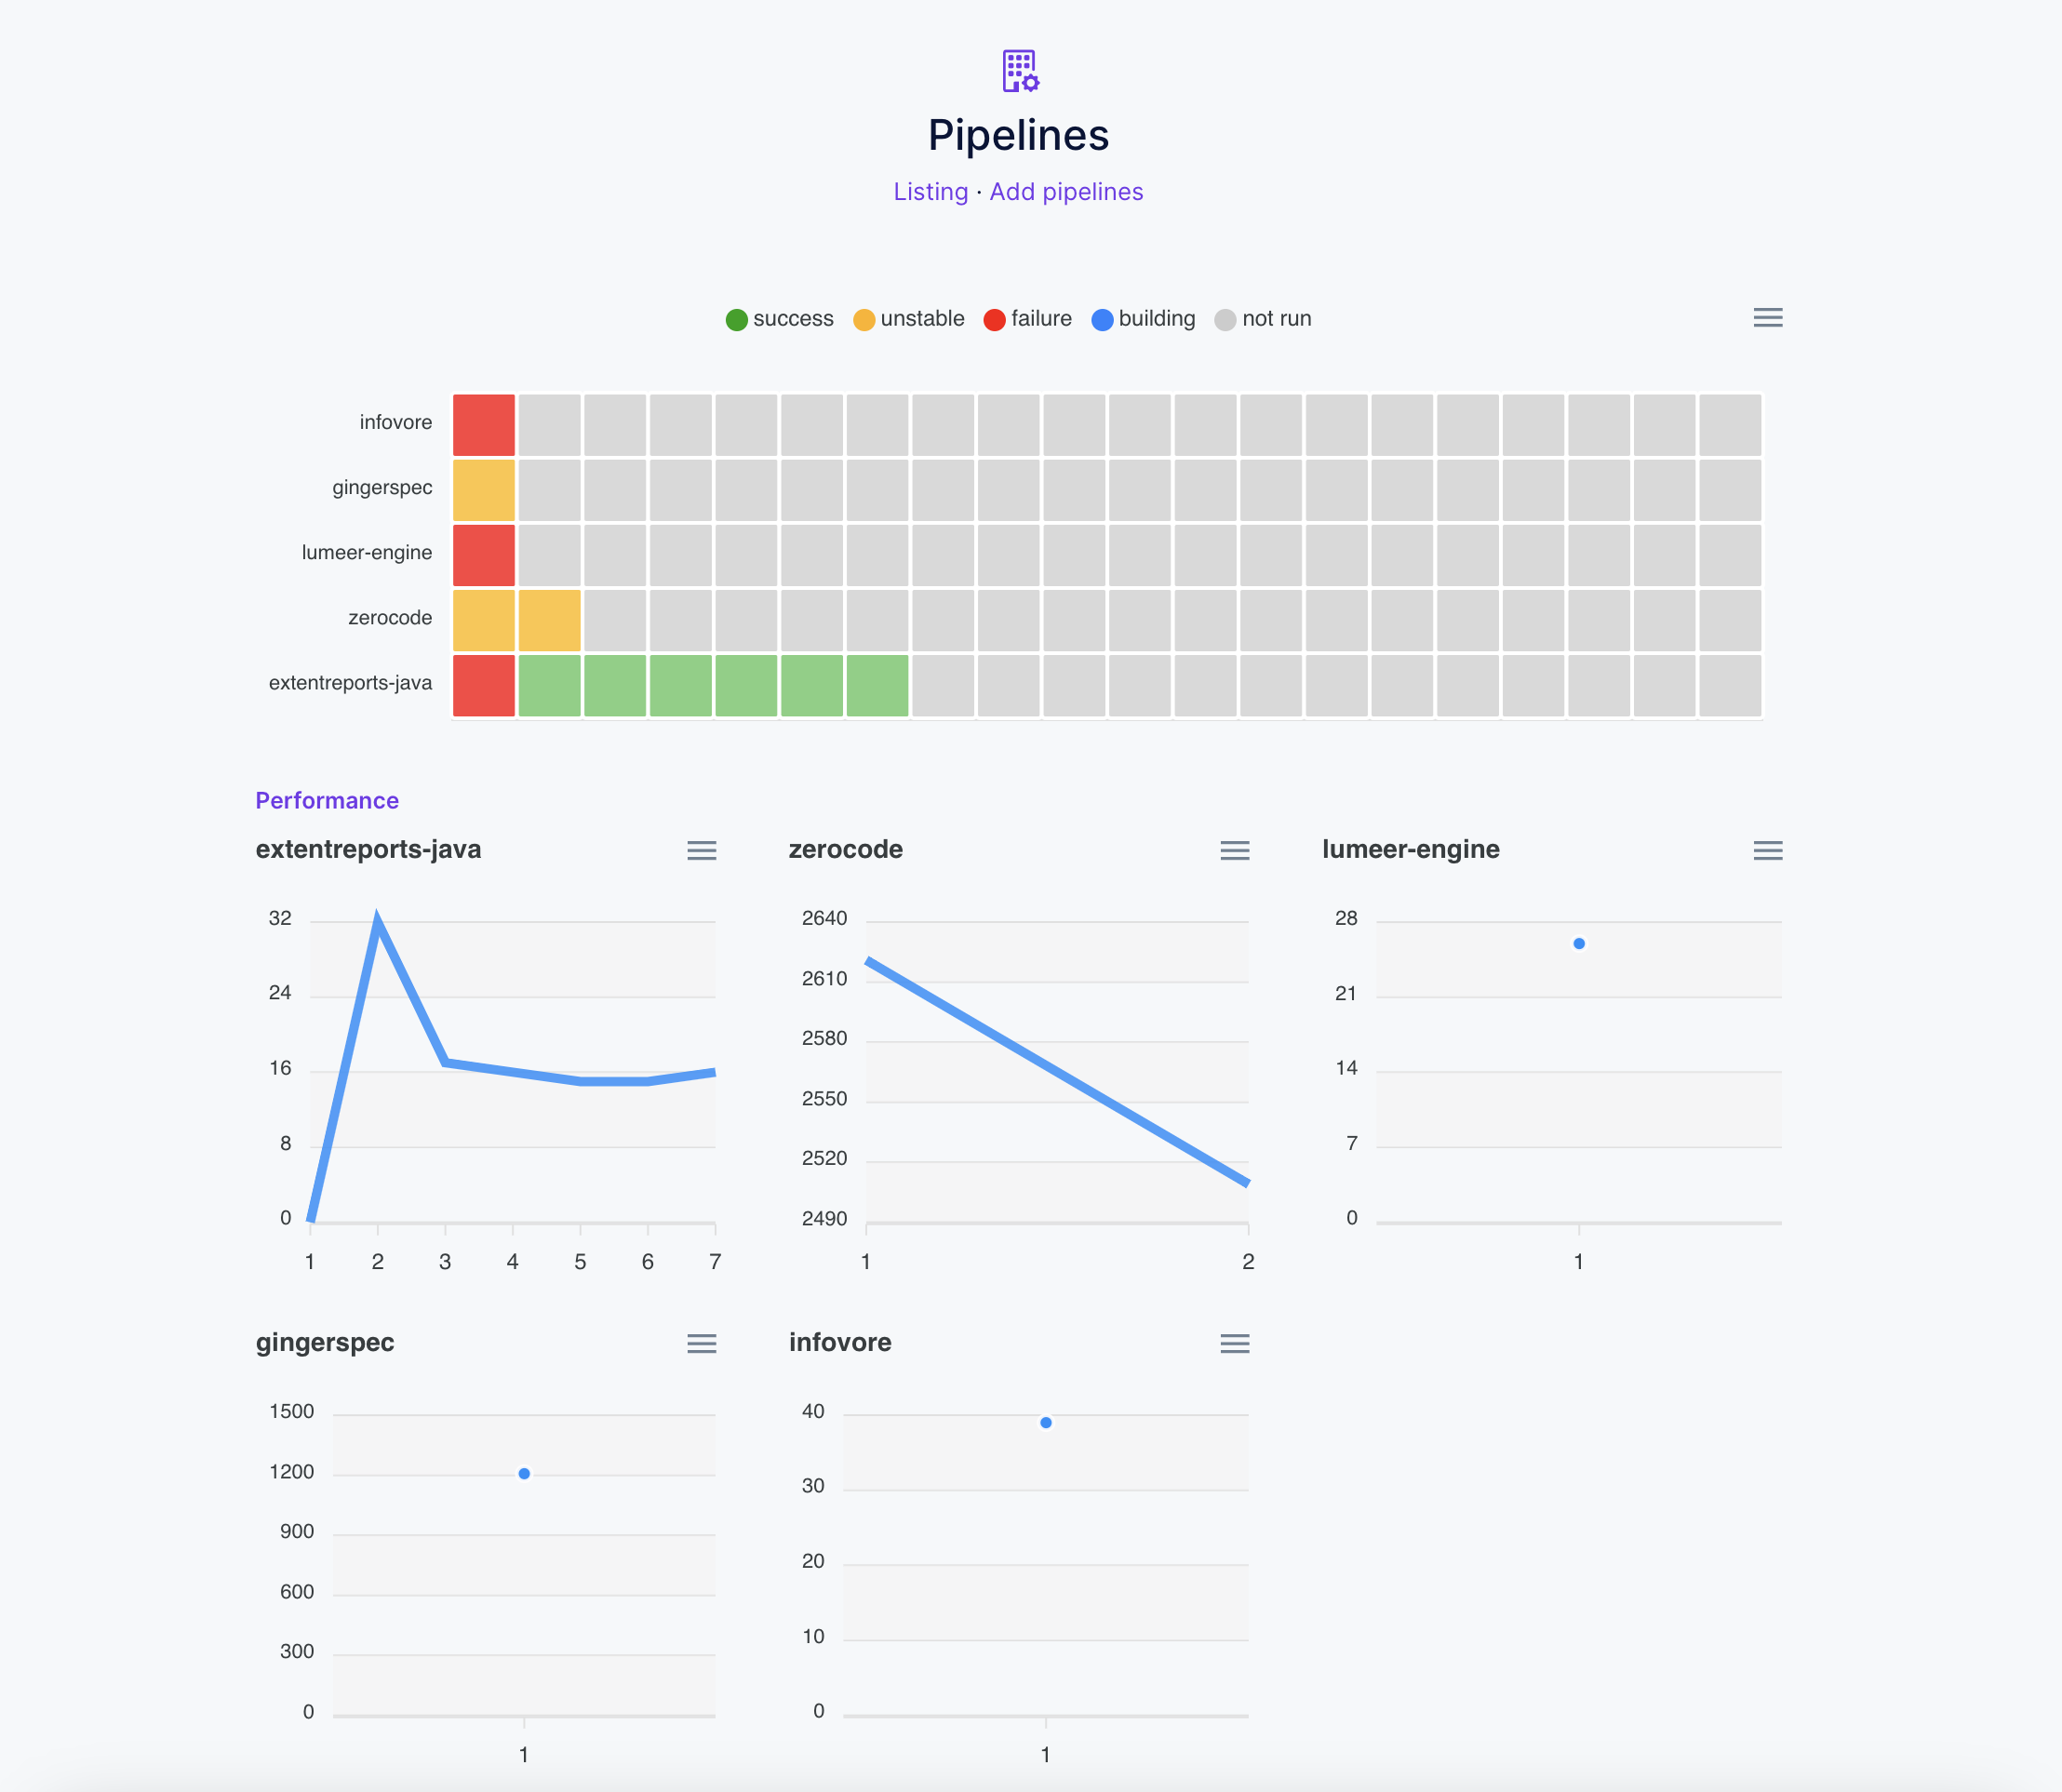 Pipelines
Listing · Add pipelines
success unstable failure building not run
infovore
gingerspec
lumeer-engine
zerocode
extentreports-java
Performance
extentreports-java
32
24
16
8
0
1 2 3 4 5 6 7
zerocode
2640
2610
2580
2550
2520
2490
1 2
lumeer-engine
28
21
14
7
0
1
gingerspec
1500
1200
900
600
300
0
1
infovore
40
30
20
10
0
1